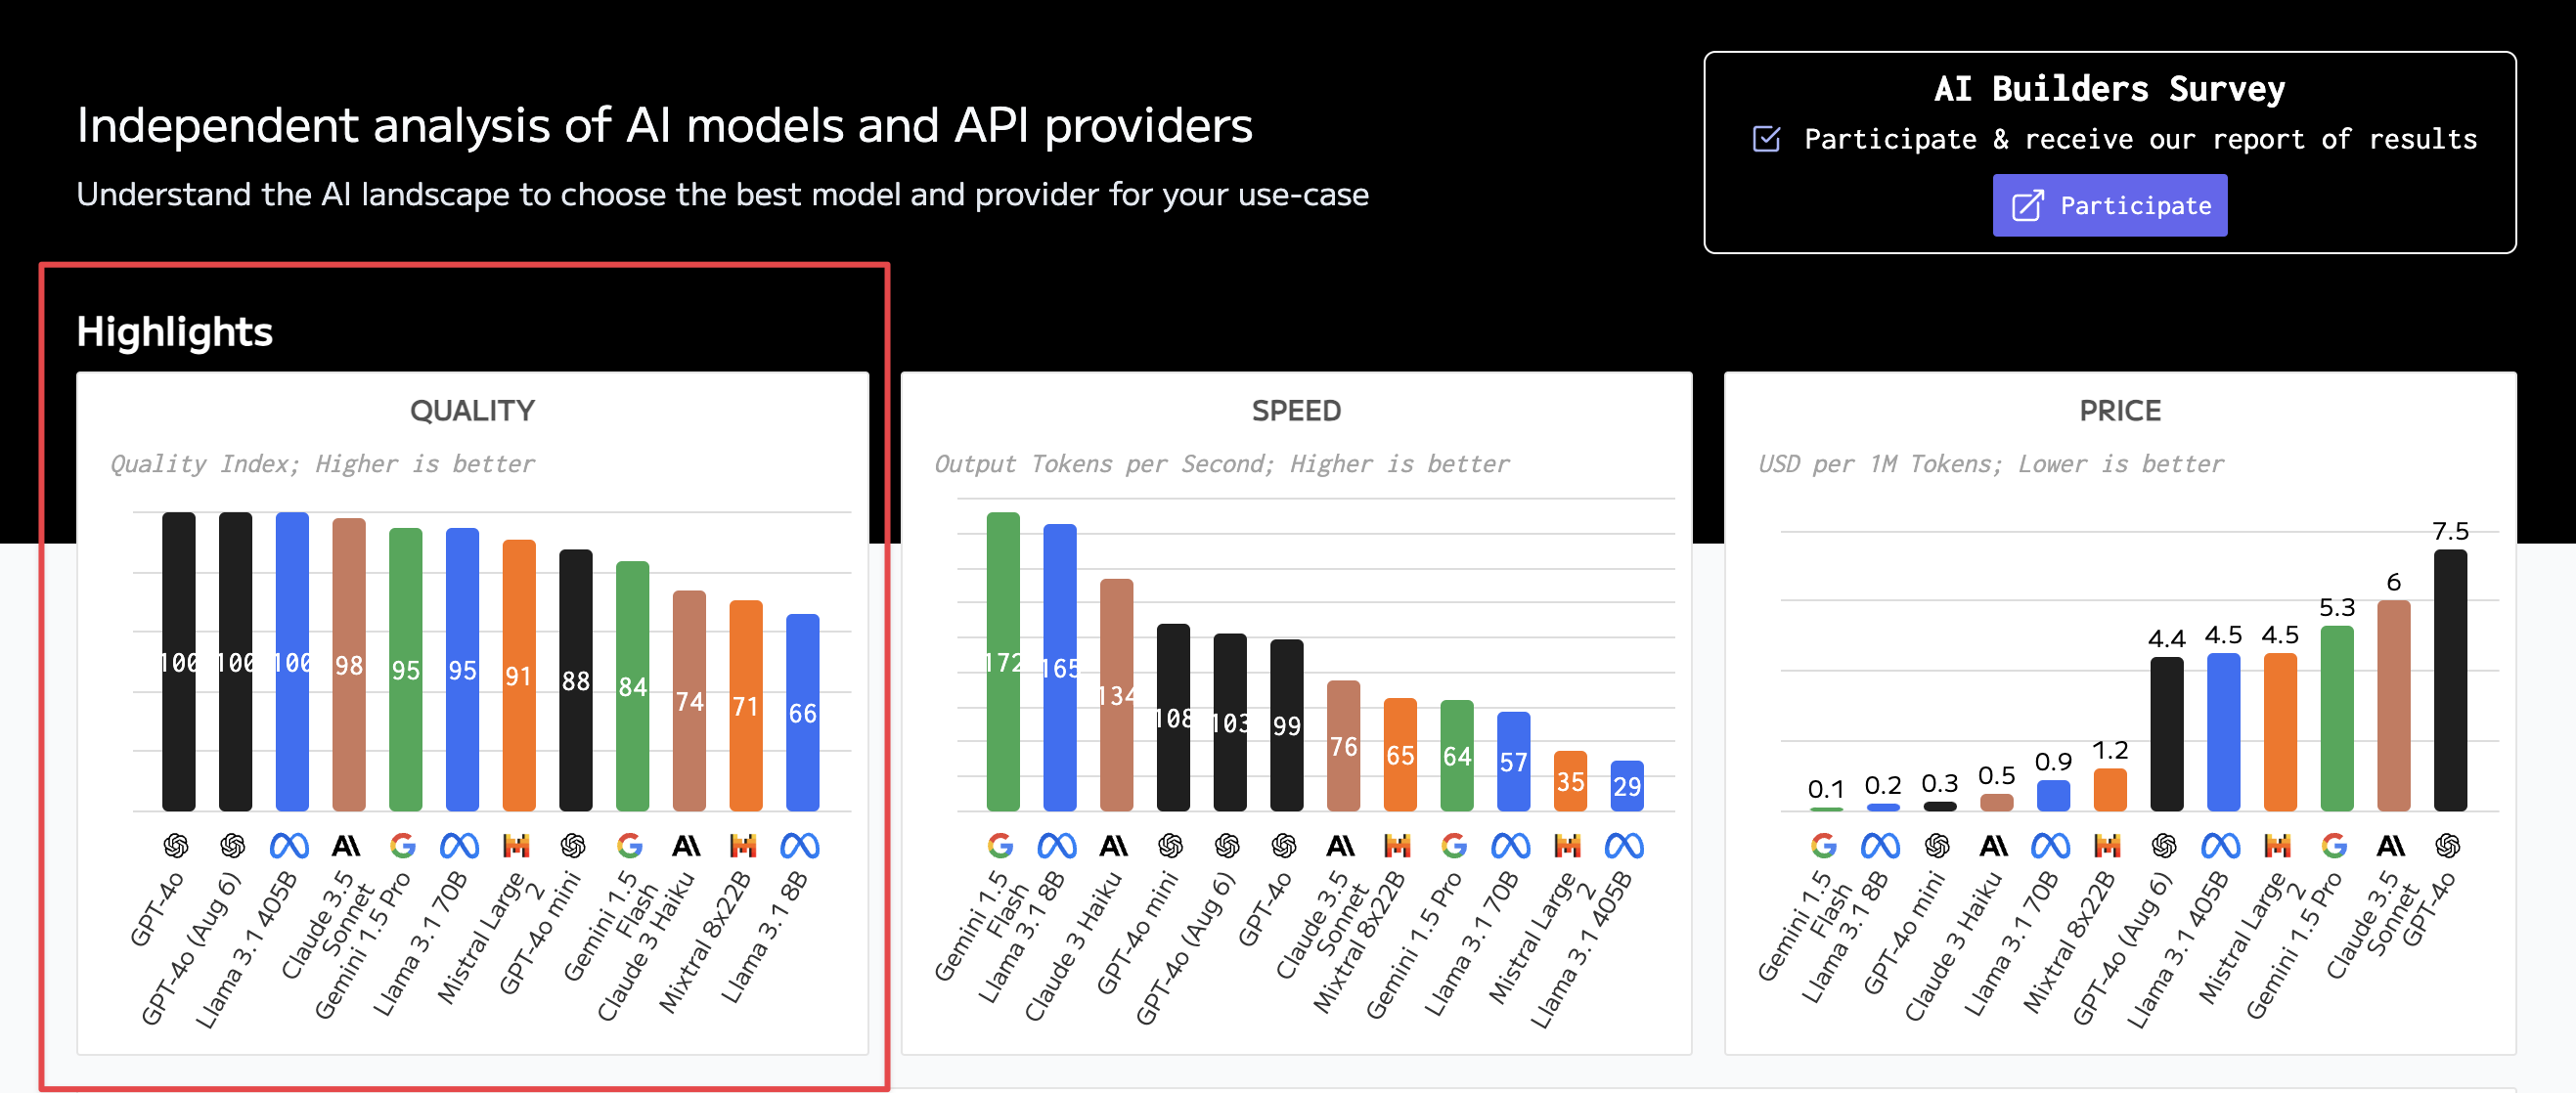 Independent analysis of AI models and API providers
Understand the AI landscape to choose the best model and provider for your use-case
AI Builders Survey
Participate & receive our report of results
Participate
Highlights
QUALITY
Quality Index; Higher is better
100
100
100
98
95
95
91
88
84
74
71
66
GPT-4o
GPT-4o (Aug 6)
Llama 3.1 405B
Claude 3.5
Sonnet
Gemini 1.5 Pro
Llama 3.1 70B
Mistral Large
2
GPT-4o mini
Gemini 1.5
Flash
Claude 3 Haiku
Mixtral 8x22B
Llama 3.1 8B
SPEED
Output Tokens per Second; Higher is better
172
165
134
108
103
99
76
65
64
57
35
29
Gemini 1.5
Flash
Llama 3.1 8B
Claude 3 Haiku
GPT-4o mini
GPT-4o (Aug 6)
GPT-4o
Claude 3.5
Sonnet
Mixtral 8x22B
Gemini 1.5 Pro
Llama 3.1 70B
Mistral Large
2
Llama 3.1 405B
PRICE
USD per 1M Tokens; Lower is better
0.1
0.2
0.3
0.5
0.9
1.2
4.4
4.5
4.5
5.3
6
7.5
Gemini 1.5
Flash
Llama 3.1 8B
GPT-4o mini
Claude 3 Haiku
Llama 3.1 70B
Mixtral 8x22B
GPT-4o (Aug 6)
Llama 3.1 405B
Mistral Large
2
Gemini 1.5 Pro
Claude 3.5
Sonnet
GPT-4o